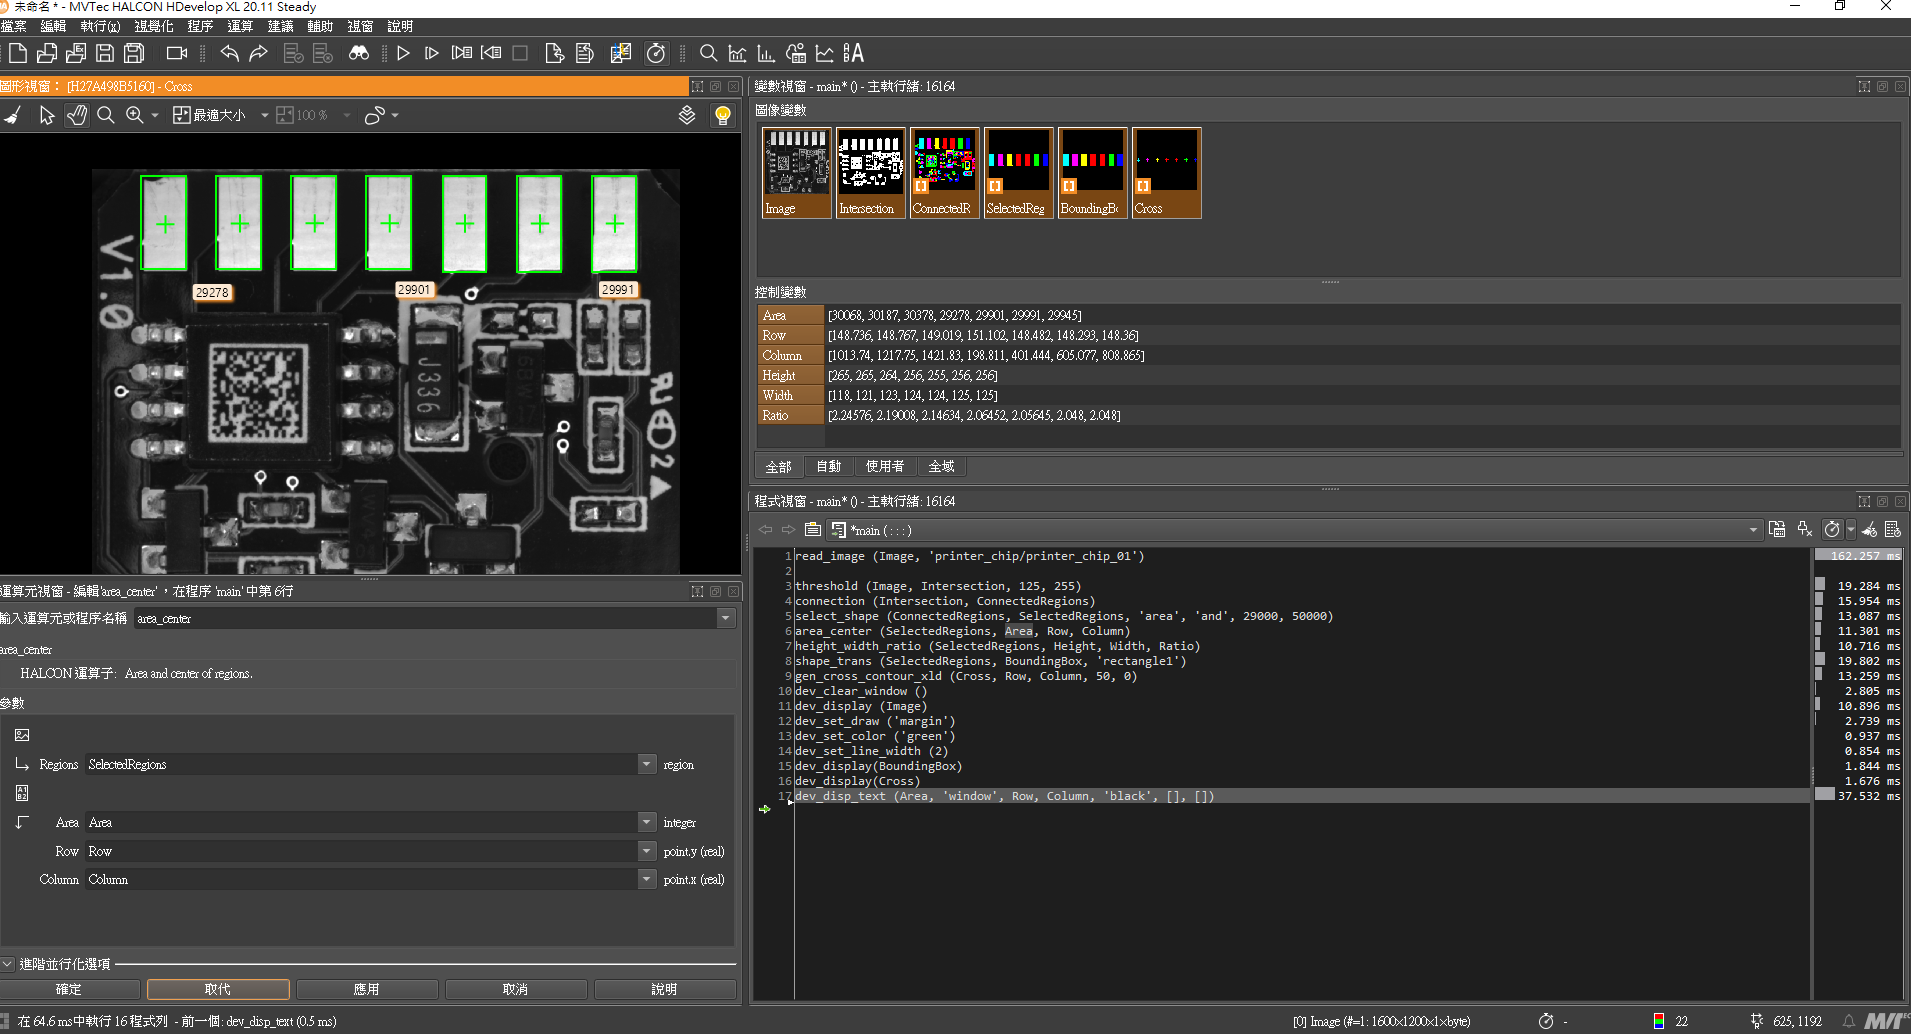 未命名 * - MVTec HALCON HDevelop XL 20.11 Steady
檔案 編輯 執行(x) 視覺化 程序 運算 建議 輔助 視窗 說明
圖形視窗： [H27A498B5160] - Cross
最適大小 100 %
29278
29901
29991
V1.0
J336
變數視窗 - main* () - 主執行緒: 16164
圖像變數
Image Intersection ConnectedR SelectedReg BoundingBo Cross
控制變數
Area [30068, 30187, 30378, 29278, 29901, 29991, 29945]
Row [148.736, 148.767, 149.019, 151.102, 148.482, 148.293, 148.36]
Column [1013.74, 1217.75, 1421.83, 198.811, 401.444, 605.077, 808.865]
Height [265, 265, 264, 256, 255, 256, 256]
Width [118, 121, 123, 124, 124, 125, 125]
Ratio [2.24576, 2.19008, 2.14634, 2.06452, 2.05645, 2.048, 2.048]
全部 自動 使用者 全域
運算元視窗 - 編輯'area_center' ，在程序 'main' 中第 6行
輸入運算元或程序名稱 area_center
area_center
HALCON 運算子: Area and center of regions.
參數
Regions SelectedRegions region
Area Area integer
Row Row point.y (real)
Column Column point.x (real)
進階並行化選項
確定 取代 應用 取消 說明
程式視窗 - main* () - 主執行緒: 16164
*main ( : : : )
1 read_image (Image, 'printer_chip/printer_chip_01') 162.257 ms
2
3 threshold (Image, Intersection, 125, 255) 19.284 ms
4 connection (Intersection, ConnectedRegions) 15.954 ms
5 select_shape (ConnectedRegions, SelectedRegions, 'area', 'and', 29000, 50000) 13.087 ms
6 area_center (SelectedRegions, Area, Row, Column) 11.301 ms
7 height_width_ratio (SelectedRegions, Height, Width, Ratio) 10.716 ms
8 shape_trans (SelectedRegions, BoundingBox, 'rectangle1') 19.802 ms
9 gen_cross_contour_xld (Cross, Row, Column, 50, 0) 13.259 ms
10 dev_clear_window () 2.805 ms
11 dev_display (Image) 10.896 ms
12 dev_set_draw ('margin') 2.739 ms
13 dev_set_color ('green') 0.937 ms
14 dev_set_line_width (2) 0.854 ms
15 dev_display(BoundingBox) 1.844 ms
16 dev_display(Cross) 1.676 ms
17 dev_disp_text (Area, 'window', Row, Column, 'black', [], []) 37.532 ms
在 64.6 ms中執行 16 程式列 - 前一個: dev_disp_text (0.5 ms)
[0] Image (#=1: 1600×1200×1×byte) - 22 625, 1192